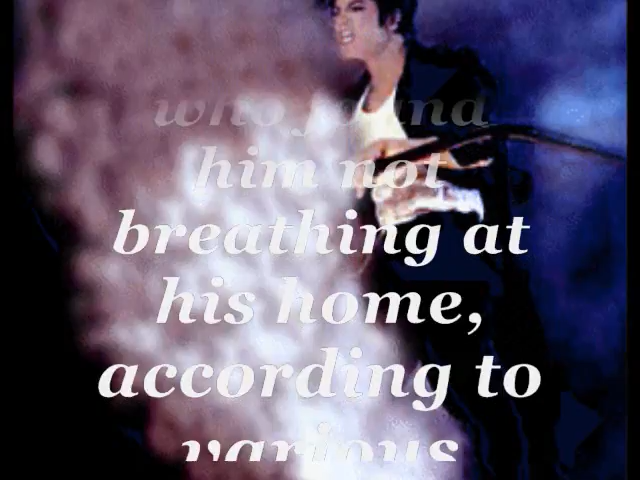 who found
him not
breathing at
his home,
according to
various